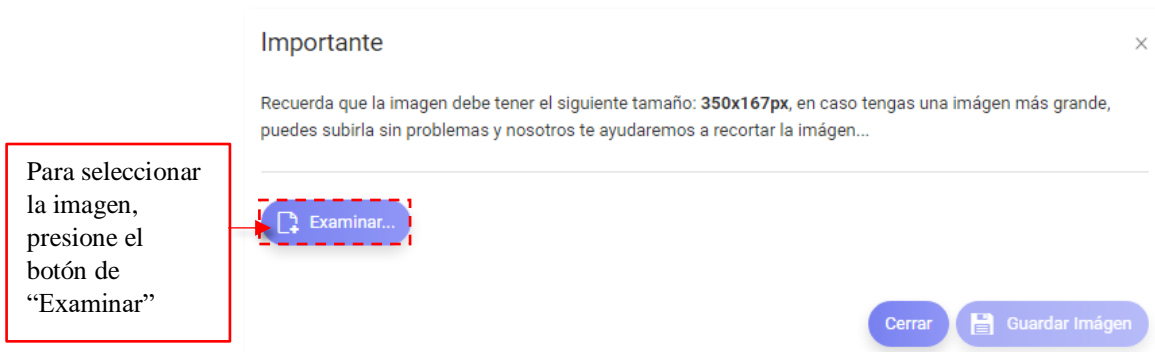 Importante
Recuerda que la imagen debe tener el siguiente tamaño: 350x167px, en caso tengas una imágen más grande,
puedes subirla sin problemas y nosotros te ayudaremos a recortar la imágen...
Para seleccionar
la imagen,
presione el
botón de
“Examinar”
Examinar...
Cerrar
Guardar Imágen